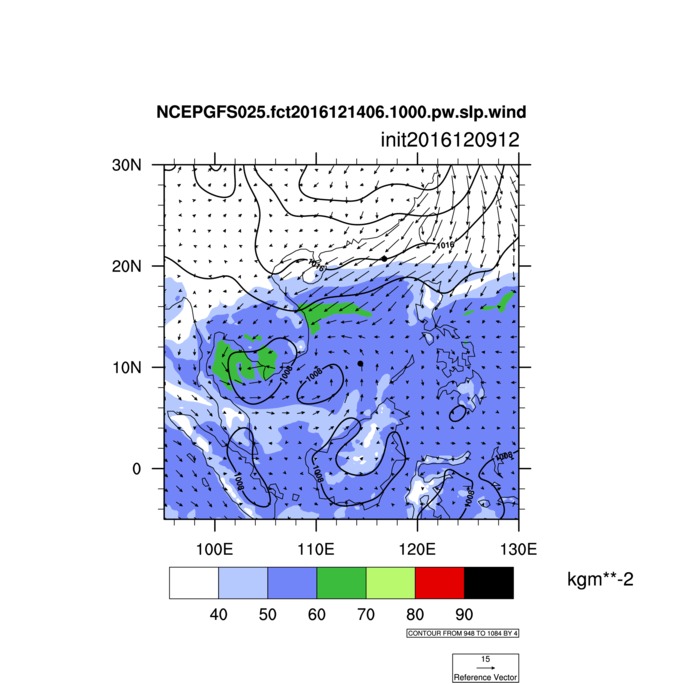 NCEPGFS025.fct2016121406.1000.pw.slp.wind
init2016120912
30N
20N
10N
0
1016
1016
1008
1008
1008
1008
1008
1008
100E 110E 120E 130E
kgm**-2
40 50 60 70 80 90
CONTOUR FROM 948 TO 1084 BY 4
15
Reference Vector